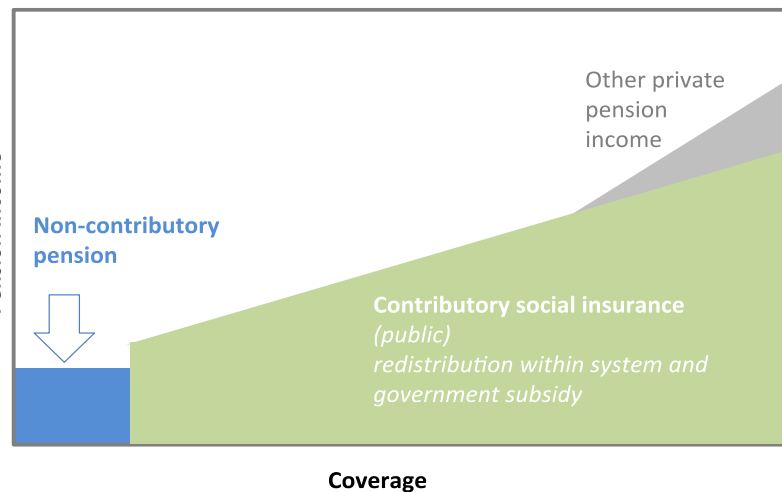 Other private
pension
income
Non-contributory
pension
Contributory social insurance
(public)
redistribution within system and
government subsidy
Coverage